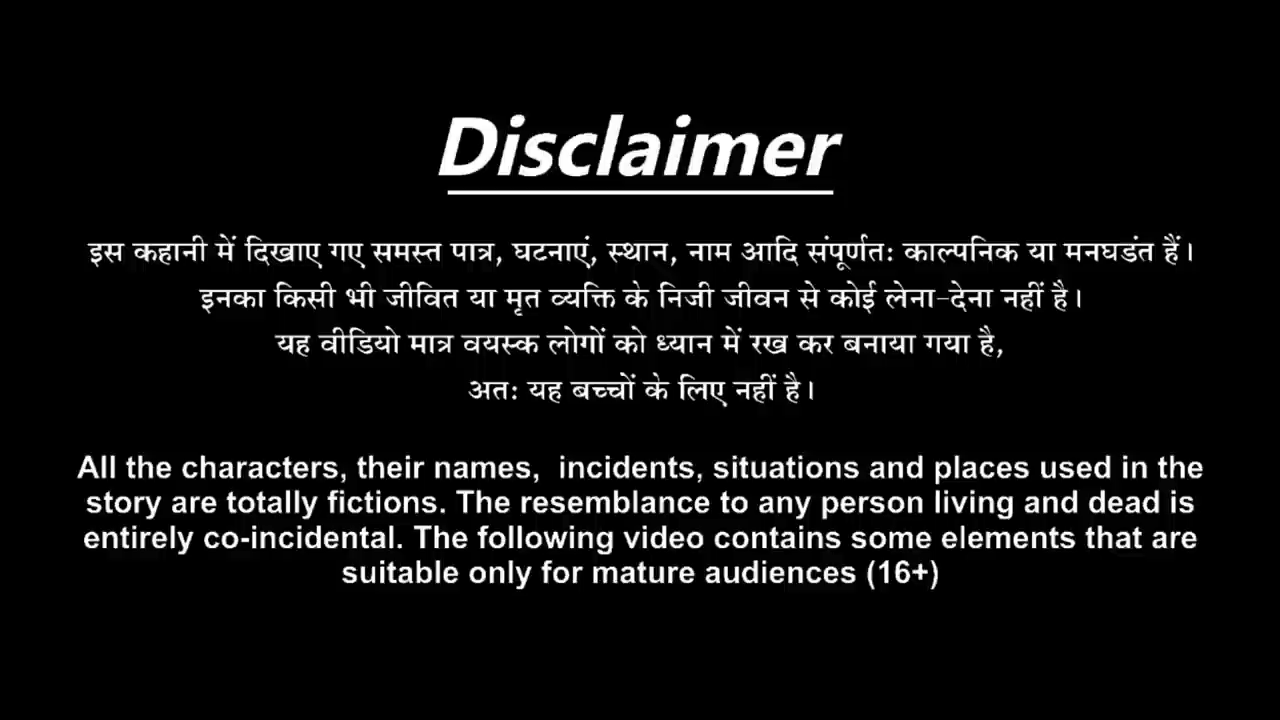 Disclaimer
इस कहानी में दिखाए गए समस्त पात्र, घटनाएं, स्थान, नाम आदि संपूर्णतः काल्पनिक या मनघडंत हैं।
इनका किसी भी जीवित या मृत व्यक्ति के निजी जीवन से कोई लेना-देना नहीं है।
यह वीडियो मात्र वयस्क लोगों को ध्यान में रख कर बनाया गया है,
अतः यह बच्चों के लिए नहीं है।
All the characters, their names,  incidents, situations and places used in the
story are totally fictions. The resemblance to any person living and dead is
entirely co-incidental. The following video contains some elements that are
suitable only for mature audiences (16+)